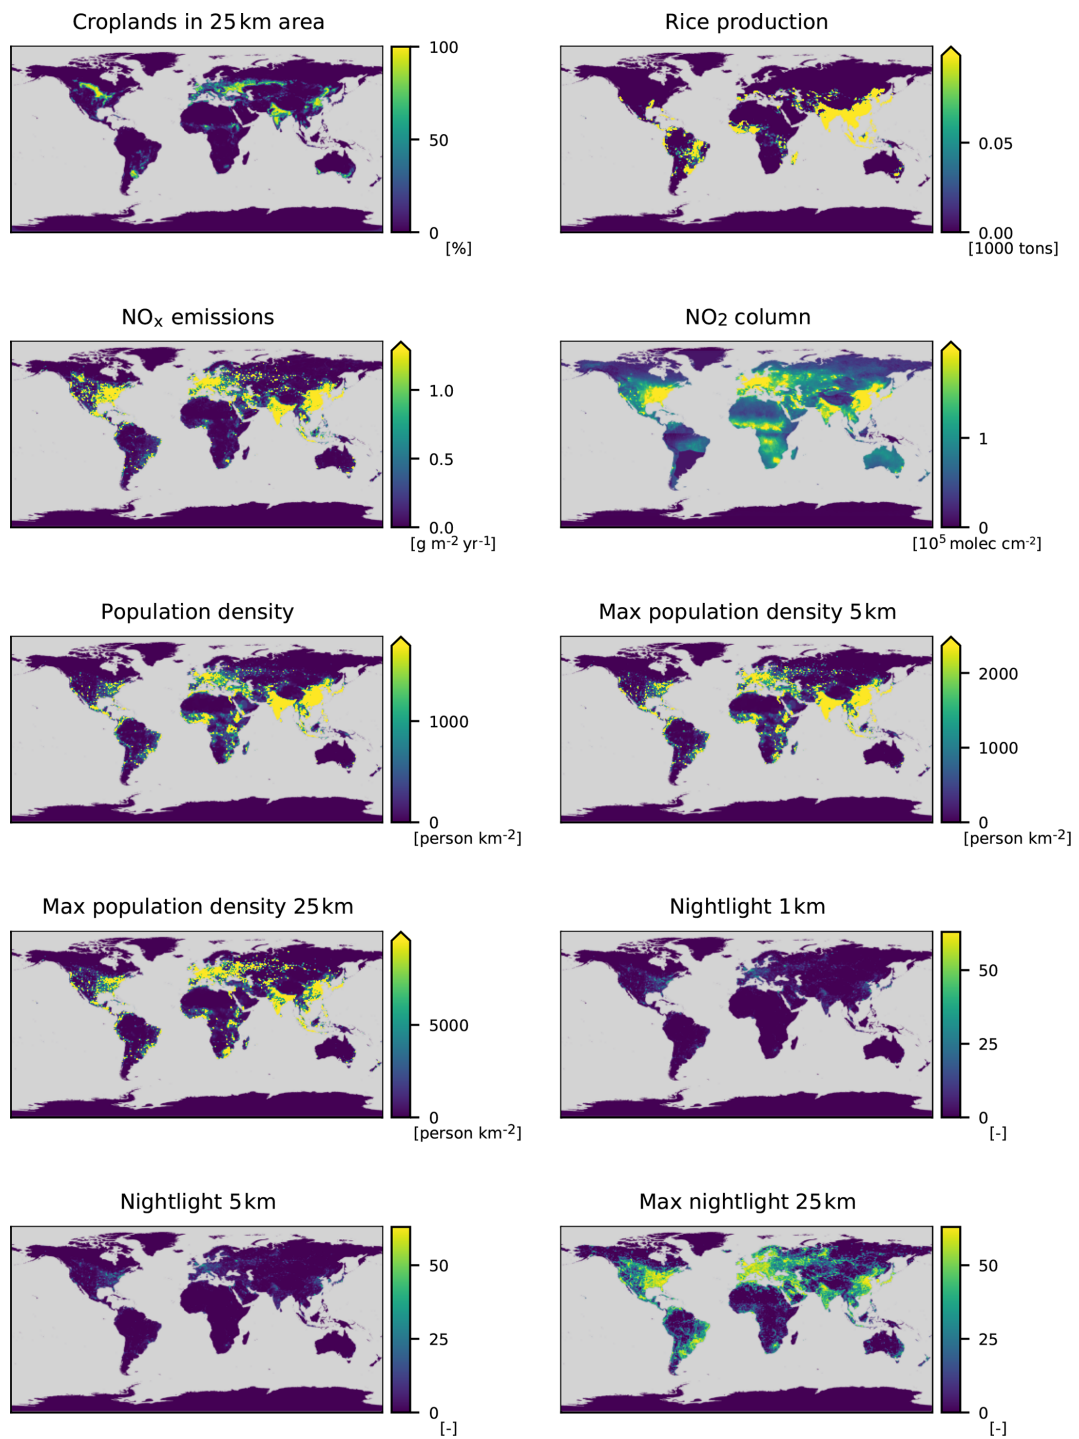 Croplands in 25 km area
100
50
0
[%]
Rice production
0.05
0.00
[1000 tons]
NOx emissions
1.0
0.5
0.0
[g m-2 yr-1]
NO2 column
1
0
[10^5 molec cm-2]
Population density
1000
0
[person km-2]
Max population density 5 km
2000
1000
0
[person km-2]
Max population density 25 km
5000
0
[person km-2]
Nightlight 1 km
50
25
0
[-]
Nightlight 5 km
50
25
0
[-]
Max nightlight 25 km
50
25
0
[-]